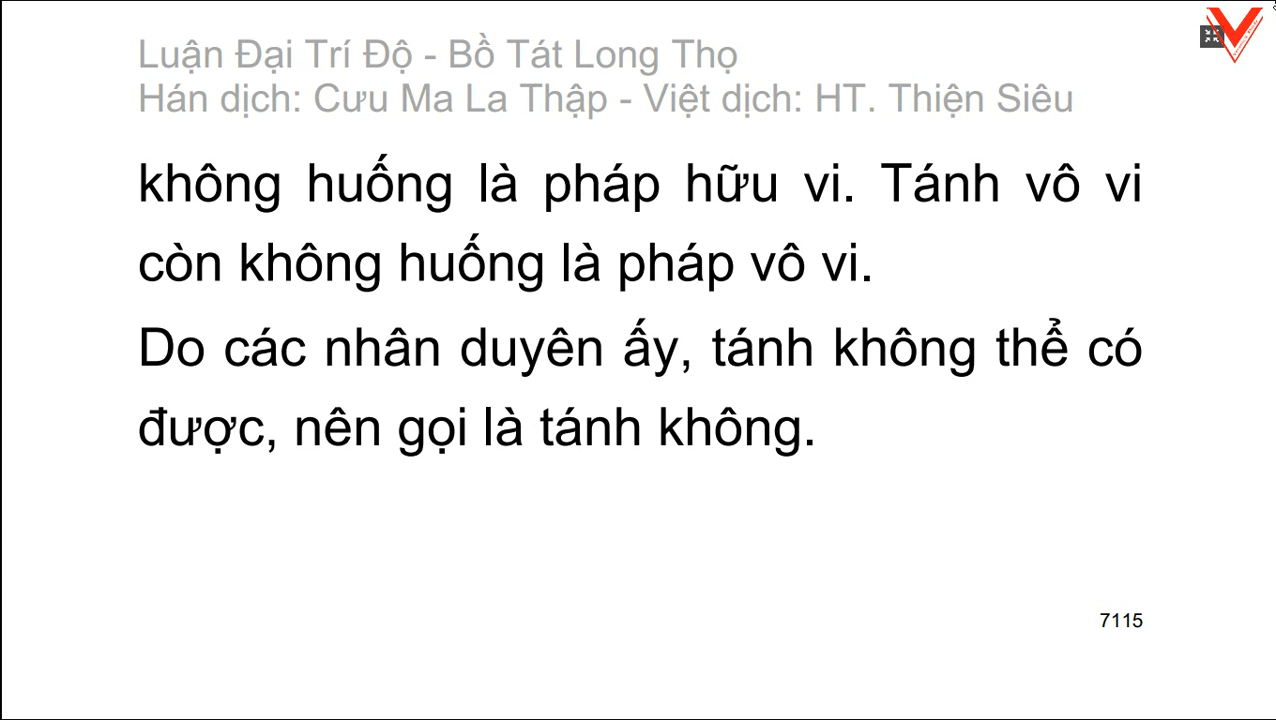 Luận Đại Trí Độ - Bồ Tát Long Thọ
Hán dịch: Cưu Ma La Thập - Việt dịch: HT. Thiện Siêu
không huống là pháp hữu vi. Tánh vô vi
còn không huống là pháp vô vi.
Do các nhân duyên ấy, tánh không thể có
được, nên gọi là tánh không.
7115